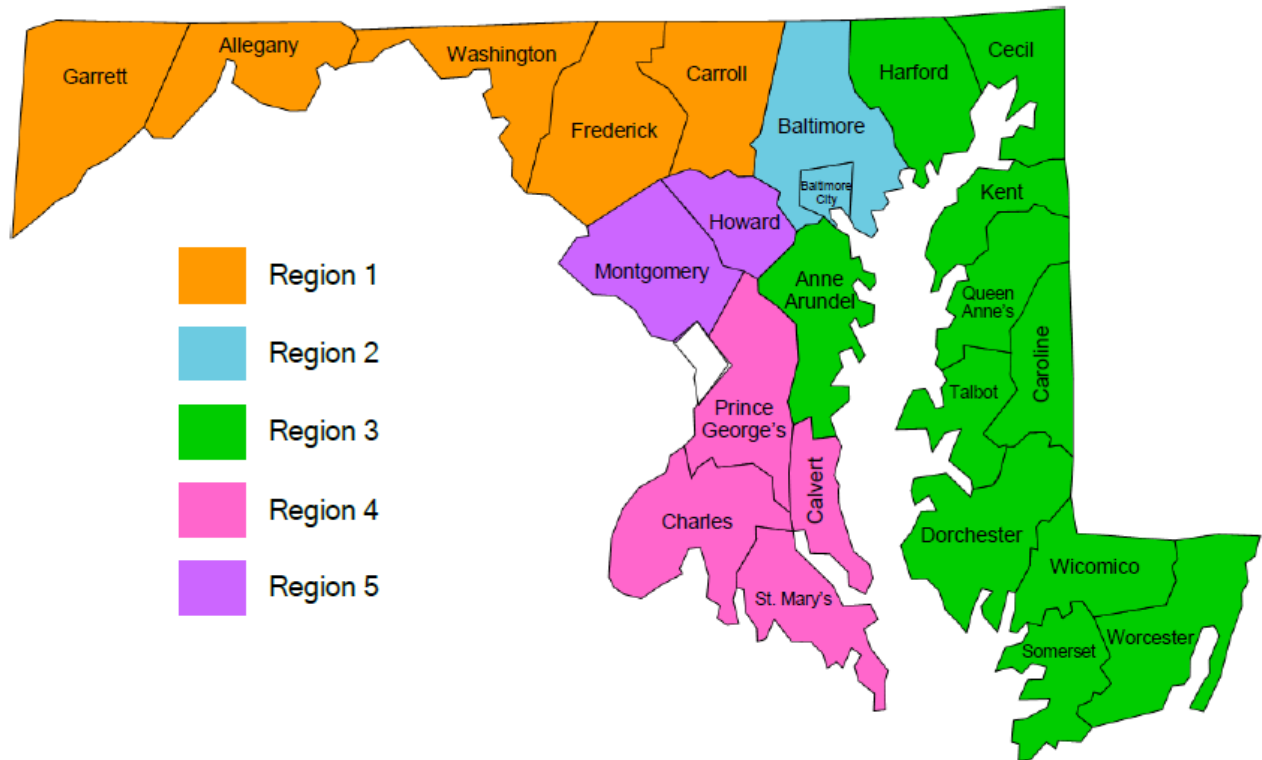 Garrett
Allegany
Washington
Frederick
Carroll
Baltimore
Baltimore
City
Harford
Cecil
Kent
Howard
Montgomery
Anne
Arundel
Queen
Anne's
Caroline
Talbot
Prince
George's
Calvert
Charles
St. Mary's
Dorchester
Wicomico
Somerset
Worcester
Region 1
Region 2
Region 3
Region 4
Region 5